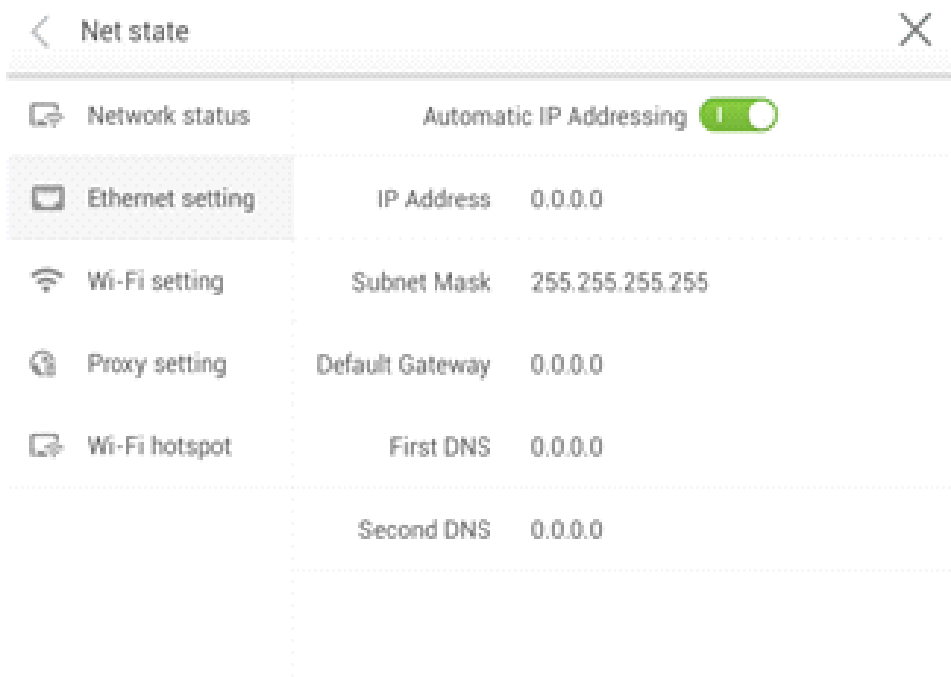 Net state
Network status
Ethernet setting
Wi-Fi setting
Proxy setting
Wi-Fi hotspot
Automatic IP Addressing
IP Address 0.0.0.0
Subnet Mask 255.255.255.255
Default Gateway 0.0.0.0
First DNS 0.0.0.0
Second DNS 0.0.0.0